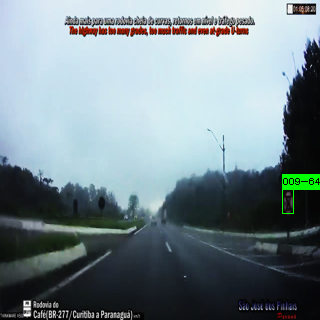 Ainda mais para uma rodovia cheia de curvas, retornos em nível e tráfego pesado.
The highway has too many grades, too much traffic and even at-grade U-turns
009-64
São José dos Pinhais
Rodovia do
Café(BR-277/Curitiba a Paranaguá)